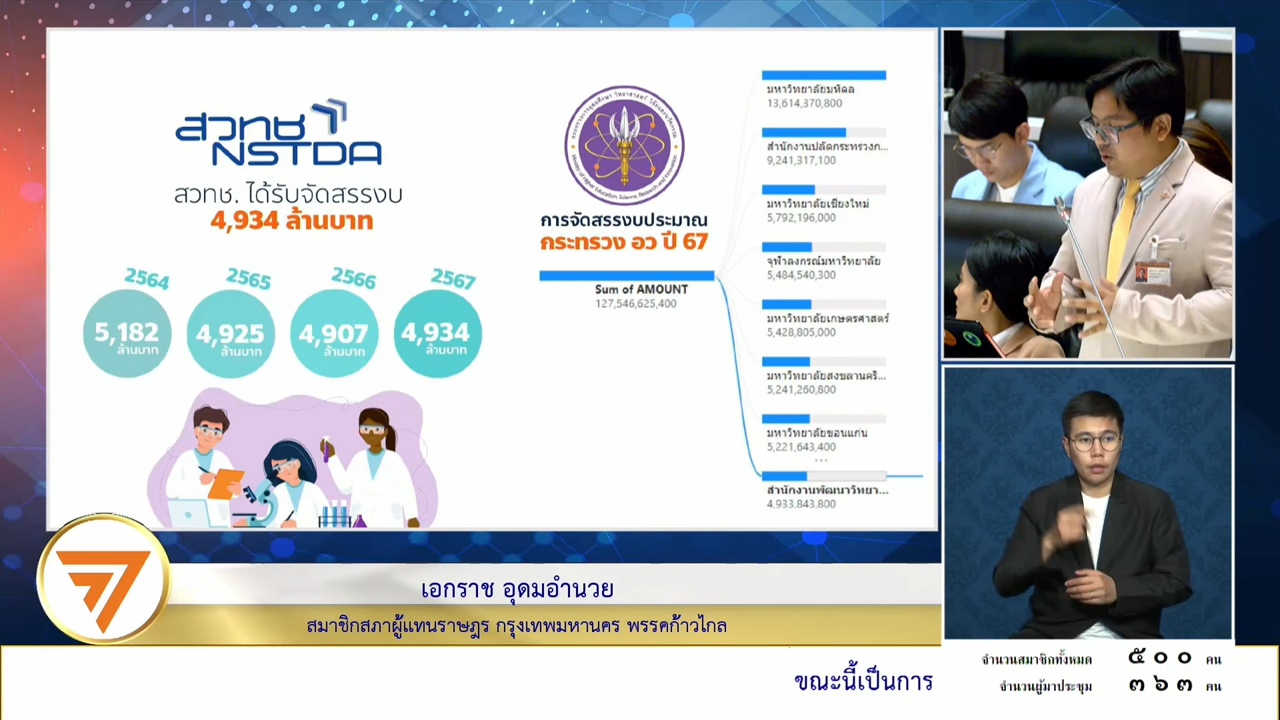 สวทช
NSTDA
สวทช. ได้รับจัดสรรงบ
4,934 ล้านบาท
2564
2565
2566
2567
5,182
ล้านบาท
4,925
ล้านบาท
4,907
ล้านบาท
4,934
ล้านบาท
การจัดสรรงบประมาณ
กระทรวง อว ปี 67
Sum of AMOUNT
127,546,625,400
มหาวิทยาลัยมหิดล
13,614,370,800
สำนักงานปลัดกระทรวงก...
9,241,317,100
มหาวิทยาลัยเชียงใหม่
5,792,196,000
จุฬาลงกรณ์มหาวิทยาลัย
5,484,540,300
มหาวิทยาลัยเกษตรศาสตร์
5,428,805,000
มหาวิทยาลัยสงขลานคริ...
5,241,260,800
มหาวิทยาลัยขอนแก่น
5,221,643,400
...
สำนักงานพัฒนาวิทยา...
4,933,843,800
เอกราช อุดมอำนวย
สมาชิกสภาผู้แทนราษฎร กรุงเทพมหานคร พรรคก้าวไกล
ขณะนี้เป็นการ
จำนวนสมาชิกทั้งหมด ๕๐๐ คน
จำนวนผู้มาประชุม ๓๖๓ คน